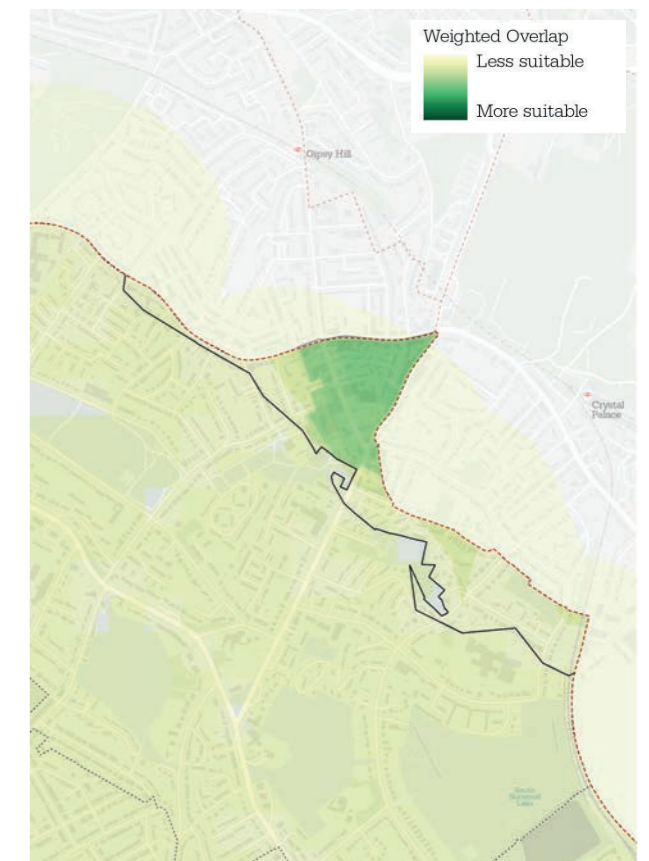 Weighted Overlap
Less suitable
More suitable
Gipsy Hill
Crystal
Palace
South
Norwood
Lake